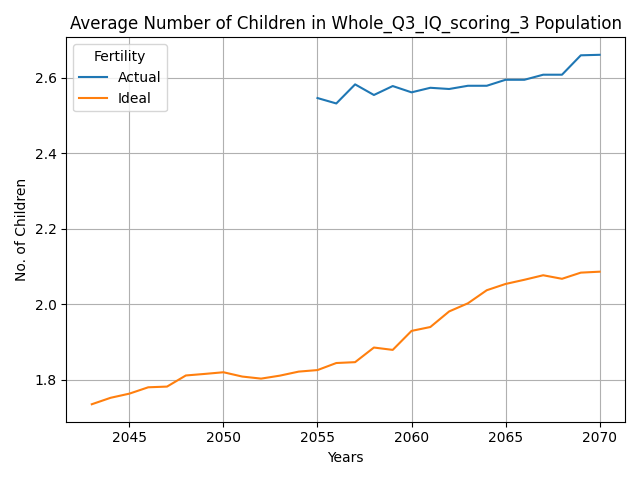 Average Number of Children in Whole_Q3_IQ_scoring_3 Population
Fertility
Actual
Ideal
2.6
2.4
2.2
2.0
1.8
No. of Children
2045 2050 2055 2060 2065 2070
Years